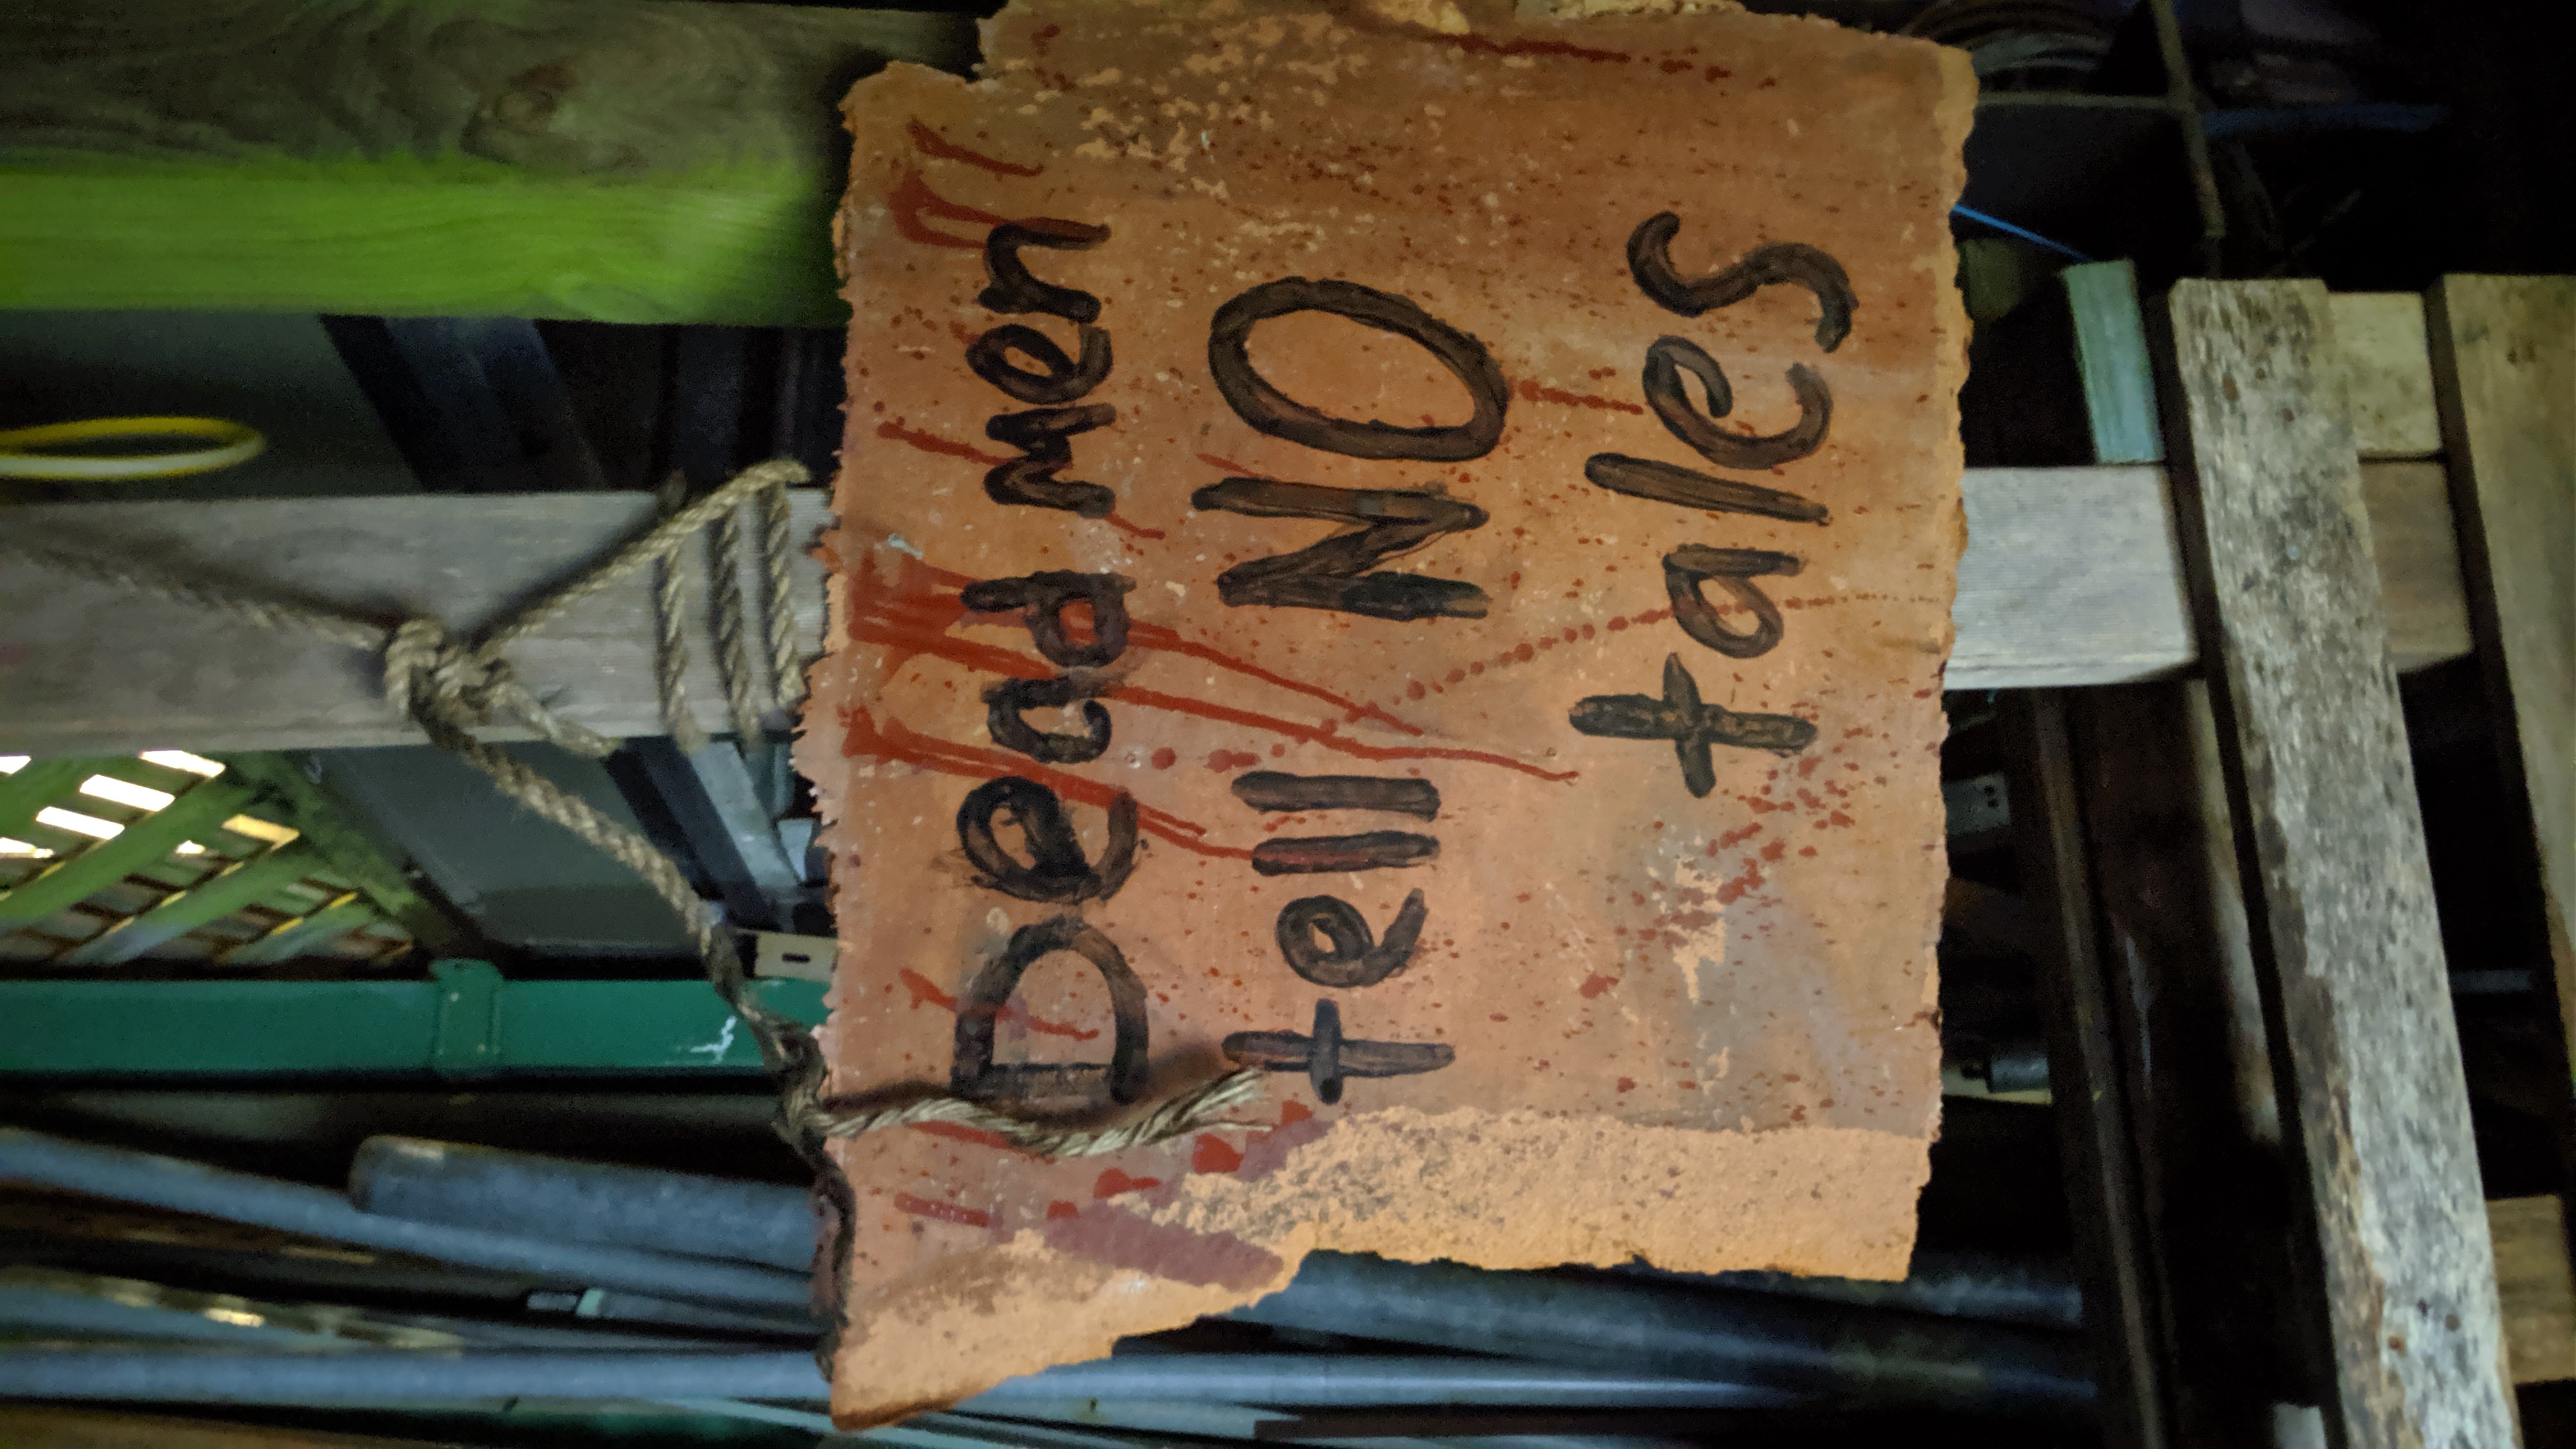 Dead men
tell NO
tales